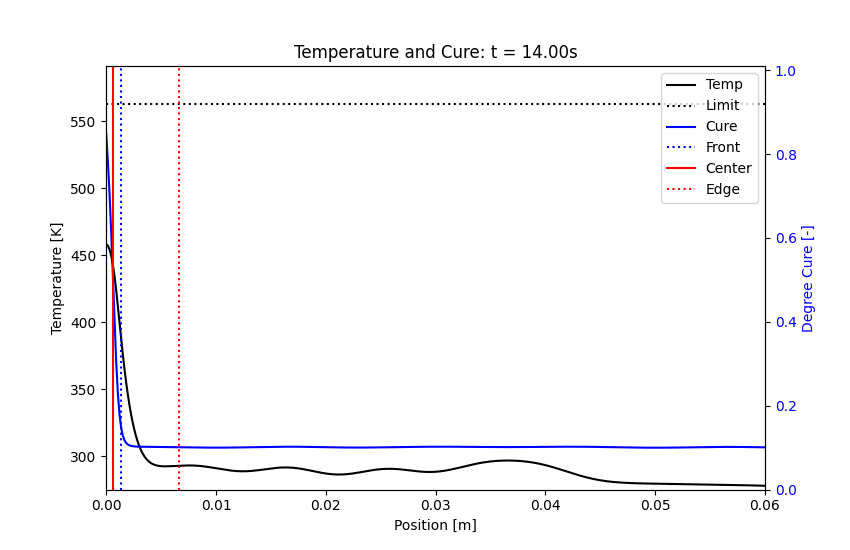 Temperature and Cure: t = 14.00s
Temp
Limit
Cure
Front
Center
Edge
Temperature [K]
550
500
450
400
350
300
Degree Cure [-]
1.0
0.8
0.6
0.4
0.2
0.0
0.00
0.01
0.02
0.03
0.04
0.05
0.06
Position [m]